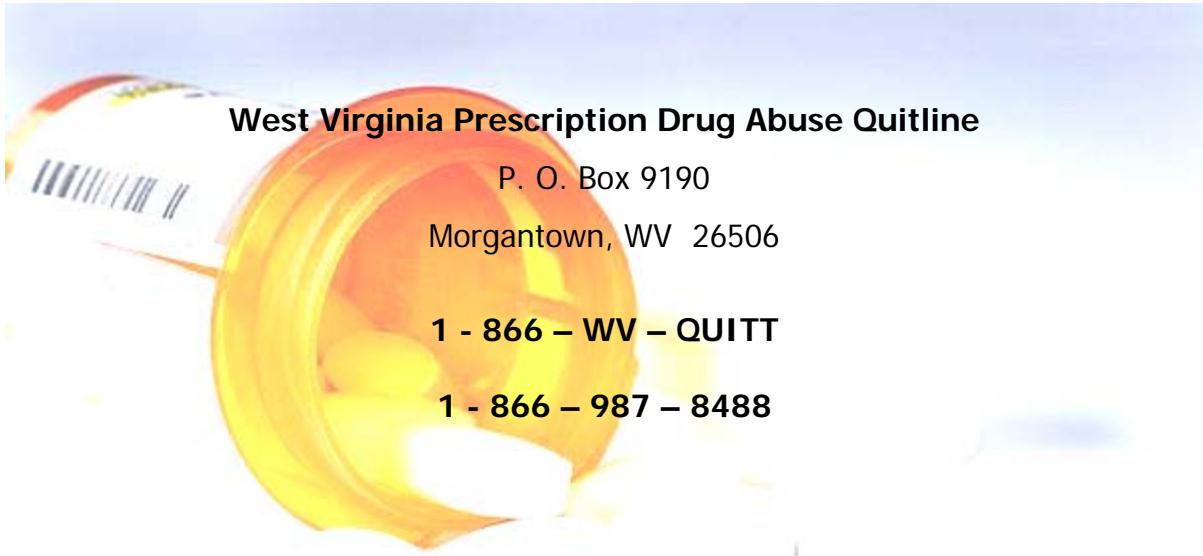 West Virginia Prescription Drug Abuse Quitline
P. O. Box 9190
Morgantown, WV  26506
1 - 866 – WV – QUITT
1 - 866 – 987 – 8488